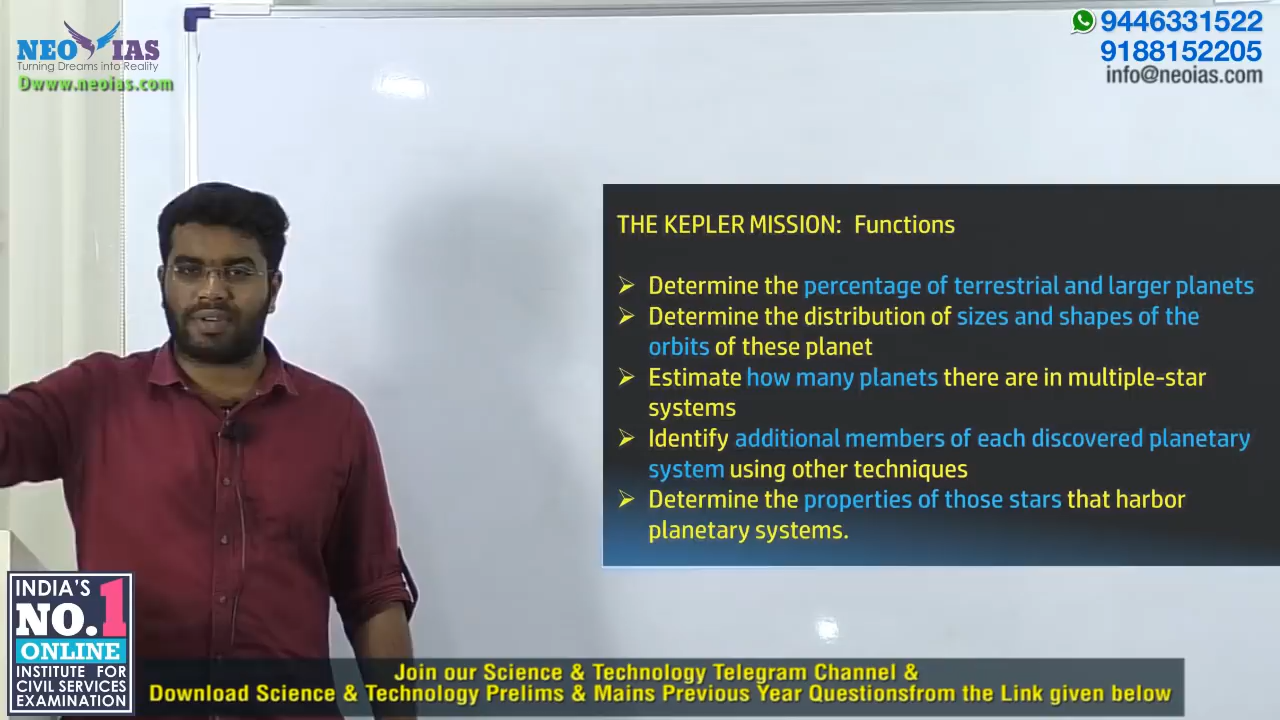 NEO IAS
Turning Dreams into Reality
Dwww.neoias.com
9446331522
9188152205
info@neoias.com
THE KEPLER MISSION: Functions
➢ Determine the percentage of terrestrial and larger planets
➢ Determine the distribution of sizes and shapes of the
orbits of these planet
➢ Estimate how many planets there are in multiple-star
systems
➢ Identify additional members of each discovered planetary
system using other techniques
➢ Determine the properties of those stars that harbor
planetary systems.
INDIA'S
NO.1
ONLINE
INSTITUTE FOR
CIVIL SERVICES
EXAMINATION
Join our Science & Technology Telegram Channel &
Download Science & Technology Prelims & Mains Previous Year Questionsfrom the Link given below